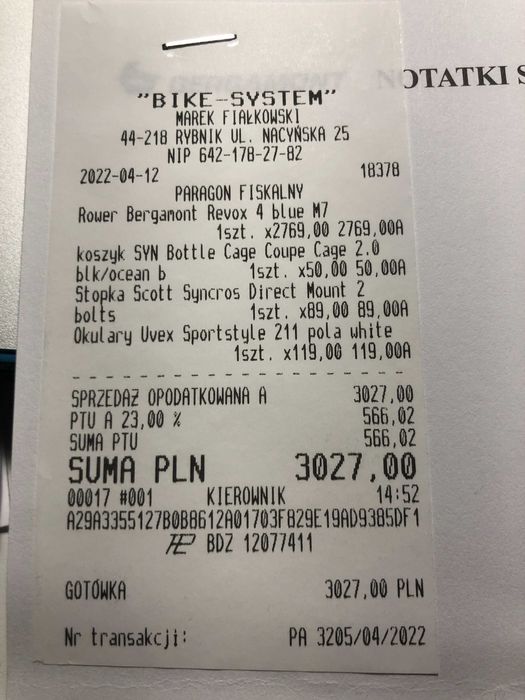 NOTATKI S
"BIKE-SYSTEM"
MAREK FIAŁKOWSKI
44-218 RYBNIK UL. NACYŃSKA 25
NIP 642-178-27-82
2022-04-12 18378
PARAGON FISKALNY
Rower Bergamont Revox 4 blue M7
1szt. x2769,00 2769,00A
koszyk SYN Bottle Cage Coupe Cage 2.0
blk/ocean b 1szt. x50,00 50,00A
Stopka Scott Syncros Direct Mount 2
bolts 1szt. x89,00 89,00A
Okulary Uvex Sportstyle 211 pola white
1szt. x119,00 119,00A
SPRZEDAŻ OPODATKOWANA A 3027,00
PTU A 23,00 % 566,02
SUMA PTU 566,02
SUMA PLN 3027,00
00017 #001 KIEROWNIK 14:52
A29A3355127B0B8612A01703F829E19AD9385DF1
BDZ 12077411
GOTÓWKA 3027,00 PLN
Nr transakcji: PA 3205/04/2022